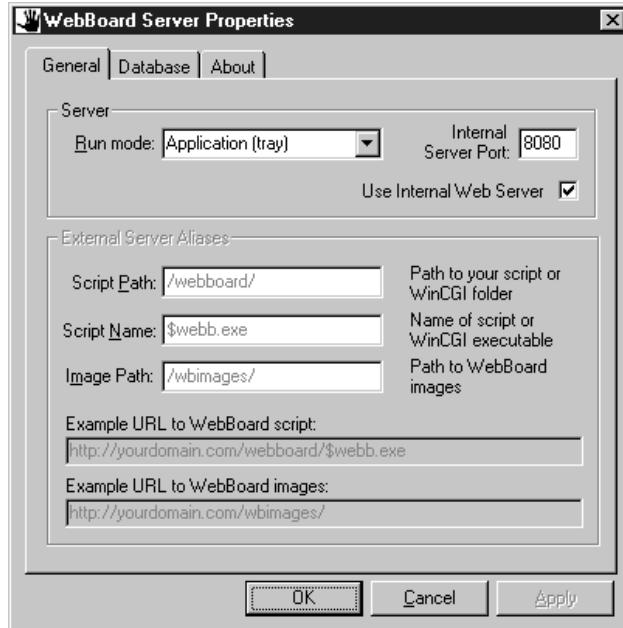 WebBoard Server Properties
General Database About
Server
Run mode: Application (tray)
Internal
Server Port: 8080
Use Internal Web Server
External Server Aliases
Script Path: /webboard/
Path to your script or
WinCGI folder
Script Name: $webb.exe
Name of script or
WinCGI executable
Image Path: /wbimages/
Path to WebBoard
images
Example URL to WebBoard script:
http://yourdomain.com/webboard/$webb.exe
Example URL to WebBoard images:
http://yourdomain.com/wbimages/
OK Cancel Apply